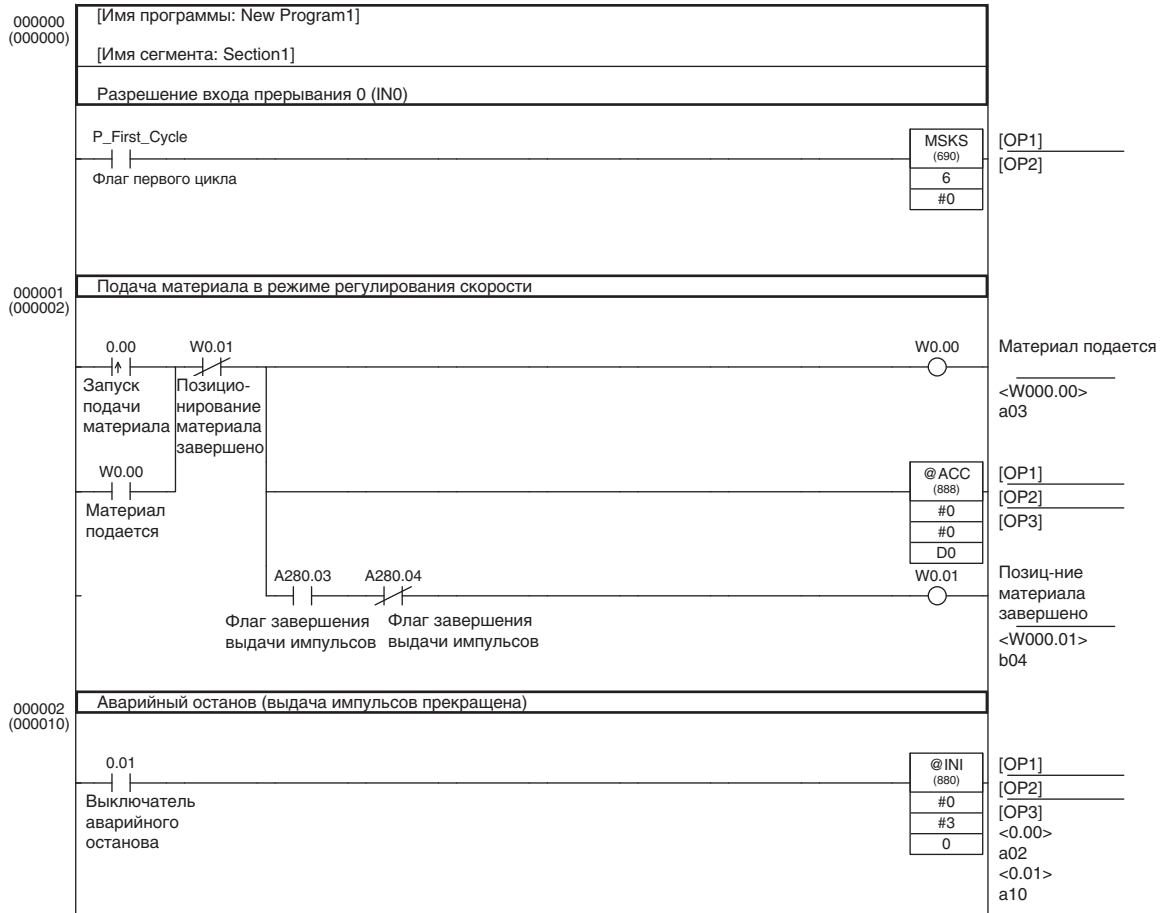 000000
(000000)
[Имя программы: New Program1]
[Имя сегмента: Section1]
Разрешение входа прерывания 0 (IN0)
P_First_Cycle
Флаг первого цикла
MSKS
(690)
6
#0
[OP1]
[OP2]
000001
(000002)
Подача материала в режиме регулирования скорости
0.00
Запуск
подачи
материала
W0.01
Позицио-
нирование
материала
завершено
W0.00
Материал подается
<W000.00>
a03
W0.00
Материал
подается
@ACC
(888)
#0
#0
D0
[OP1]
[OP2]
[OP3]
A280.03
Флаг завершения
выдачи импульсов
A280.04
Флаг завершения
выдачи импульсов
W0.01
Позиц-ние
материала
завершено
<W000.01>
b04
000002
(000010)
Аварийный останов (выдача импульсов прекращена)
0.01
Выключатель
аварийного
останова
@INI
(880)
#0
#3
0
[OP1]
[OP2]
[OP3]
<0.00>
a02
<0.01>
a10